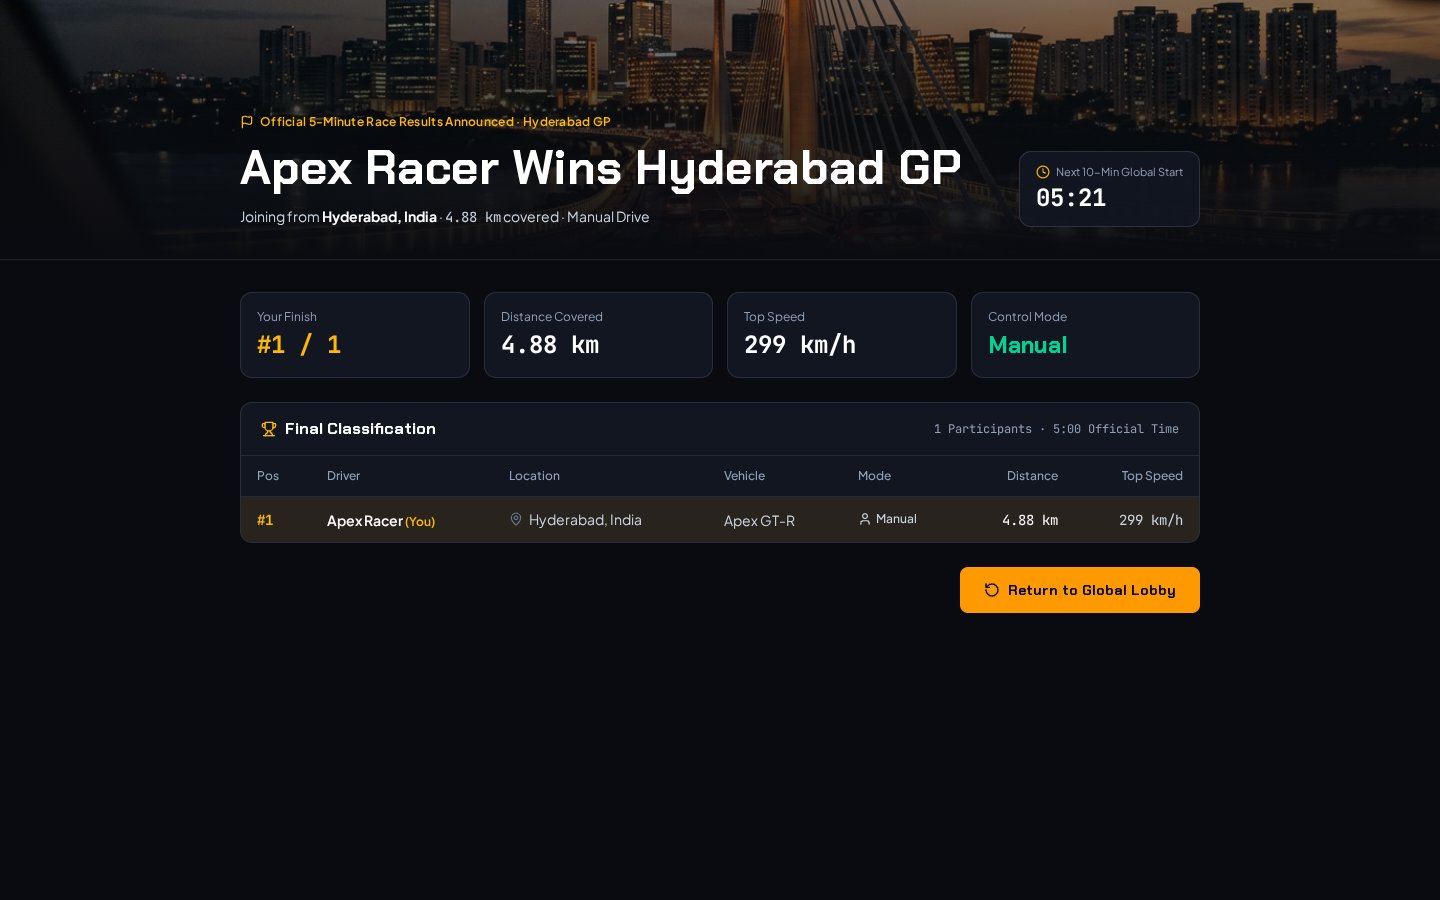 Official 5-Minute Race Results Announced · Hyderabad GP
Apex Racer Wins Hyderabad GP
Joining from Hyderabad, India · 4.88 km covered · Manual Drive
Next 10-Min Global Start
05:21
Your Finish
#1 / 1
Distance Covered
4.88 km
Top Speed
299 km/h
Control Mode
Manual
Final Classification
1 Participants · 5:00 Official Time
Pos Driver Location Vehicle Mode Distance Top Speed
#1 Apex Racer (You) Hyderabad, India Apex GT-R Manual 4.88 km 299 km/h
Return to Global Lobby